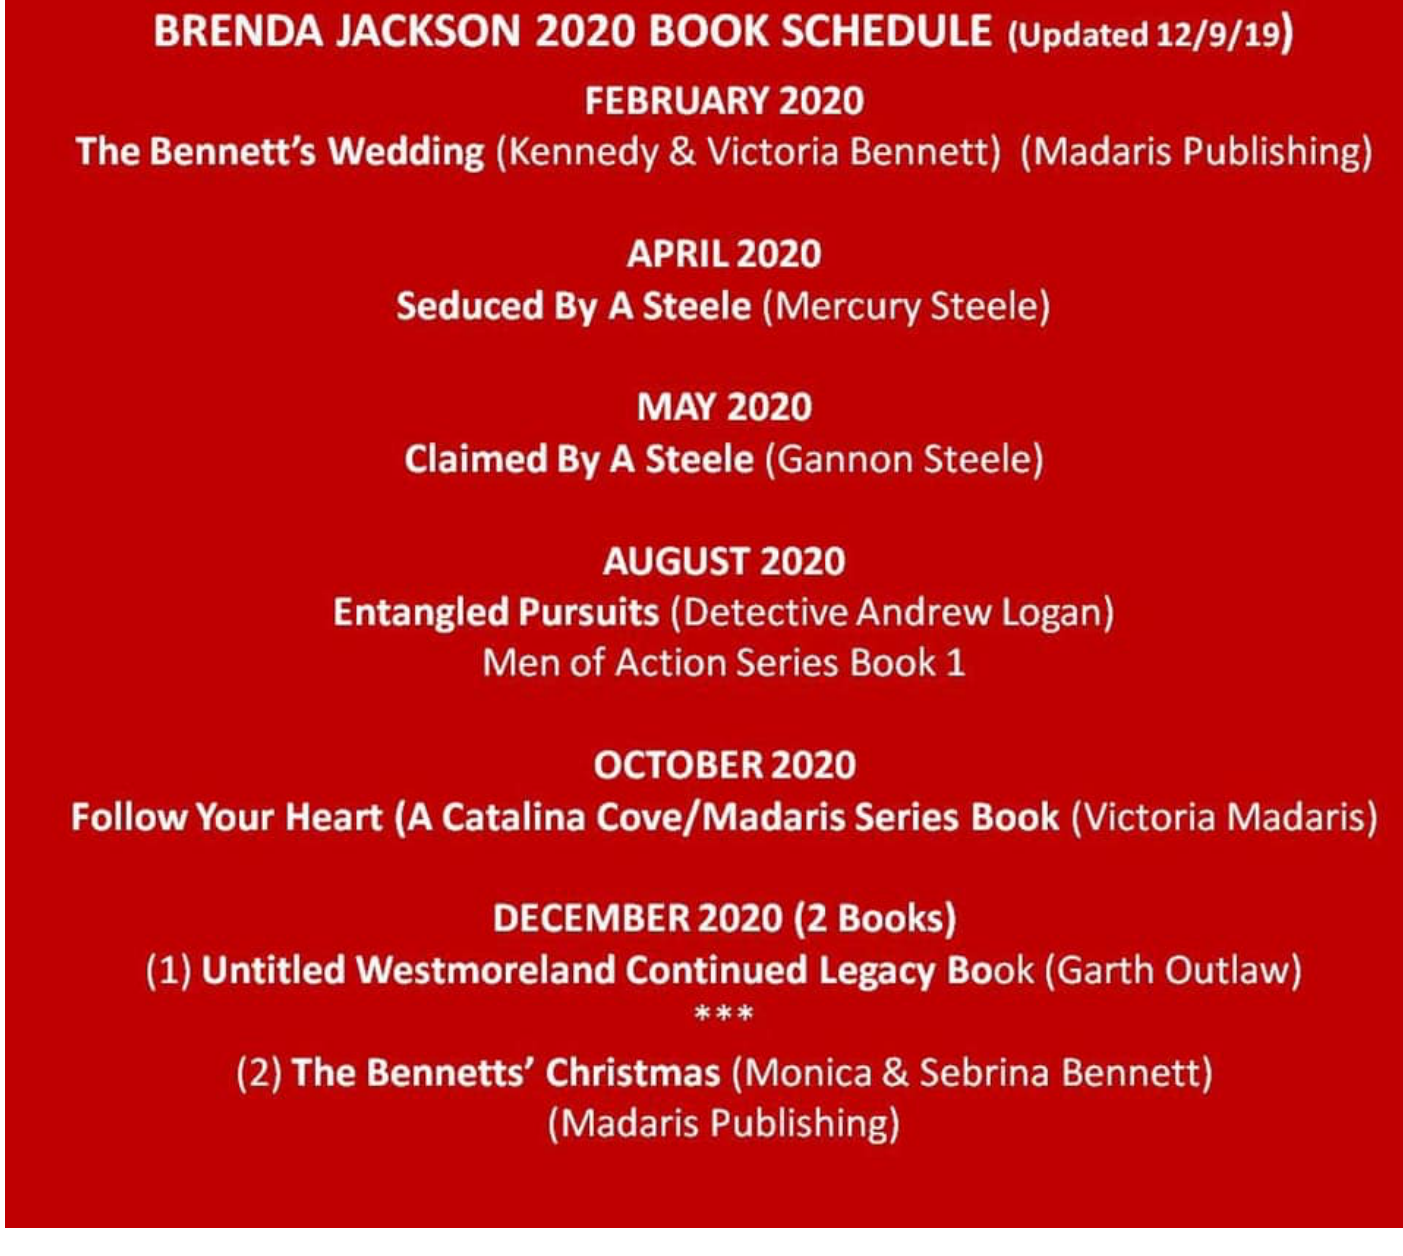 BRENDA JACKSON 2020 BOOK SCHEDULE (Updated 12/9/19)
FEBRUARY 2020
The Bennett’s Wedding (Kennedy & Victoria Bennett) (Madaris Publishing)
APRIL 2020
Seduced By A Steele (Mercury Steele)
MAY 2020
Claimed By A Steele (Gannon Steele)
AUGUST 2020
Entangled Pursuits (Detective Andrew Logan)
Men of Action Series Book 1
OCTOBER 2020
Follow Your Heart (A Catalina Cove/Madaris Series Book (Victoria Madaris)
DECEMBER 2020 (2 Books)
(1) Untitled Westmoreland Continued Legacy Book (Garth Outlaw)
***
(2) The Bennetts’ Christmas (Monica & Sebrina Bennett)
(Madaris Publishing)